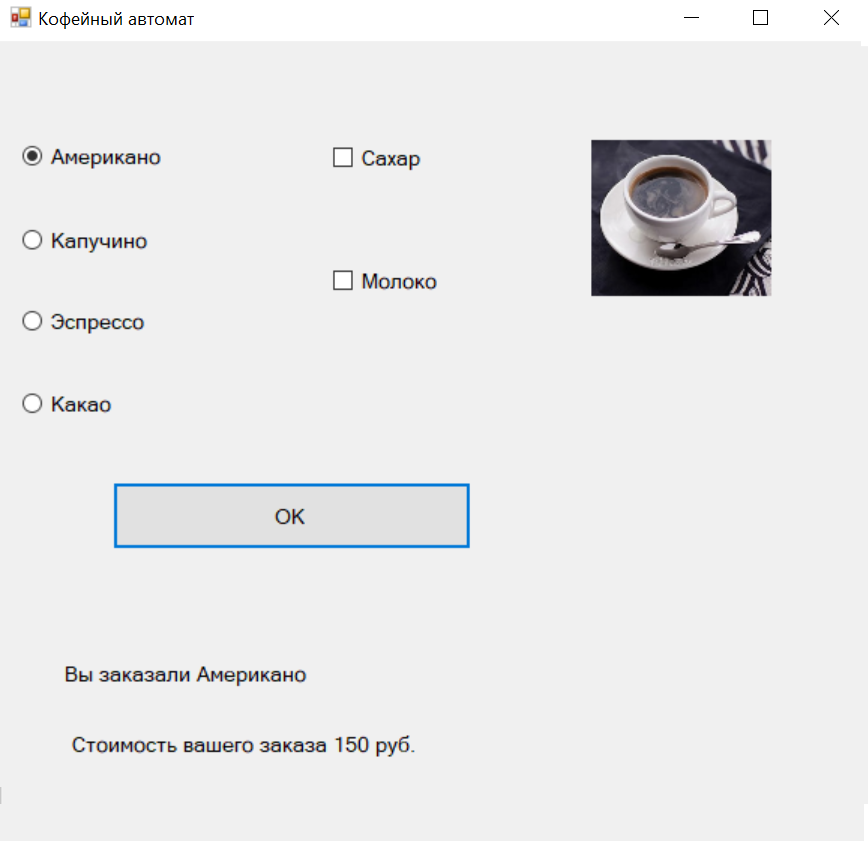 Кофейный автомат
Американо
Сахар
Капучино
Молоко
Эспрессо
Какао
OK
Вы заказали Американо
Стоимость вашего заказа 150 руб.